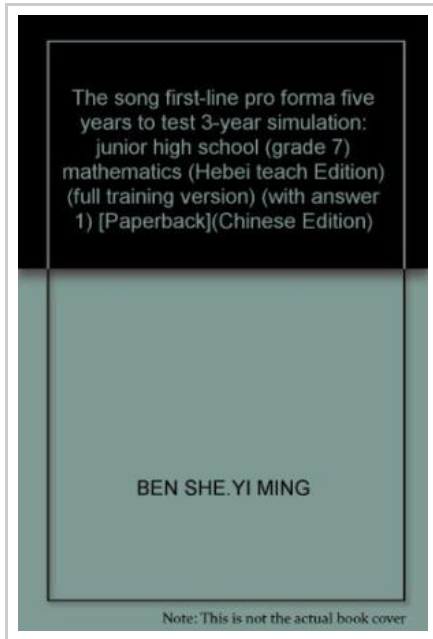 The song first-line pro forma five
years to test 3-year simulation:
junior high school (grade 7)
mathematics (Hebei teach Edition)
(full training version) (with answer
1) [Paperback](Chinese Edition)
BEN SHE.YI MING
Note: This is not the actual book cover